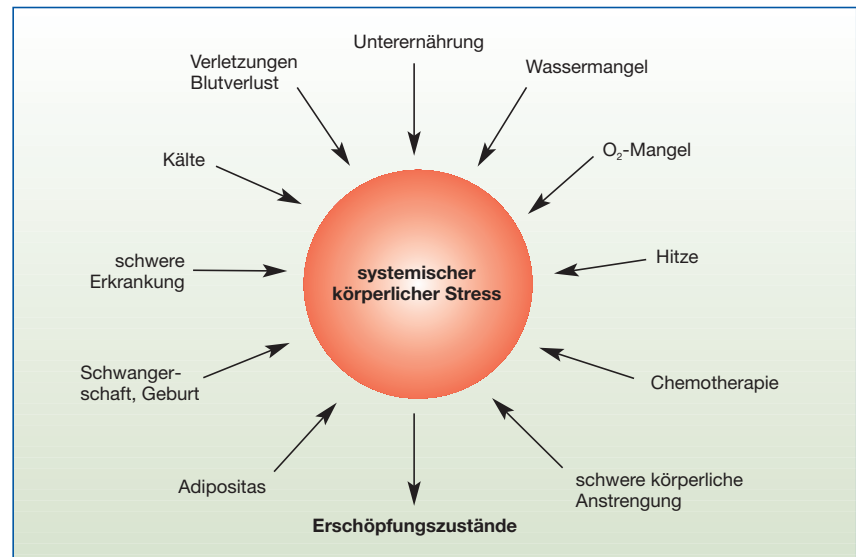 Unterernährung
Verletzungen
Blutverlust
Wassermangel
Kälte
O₂-Mangel
schwere
Erkrankung
systemischer
körperlicher Stress
Hitze
Schwanger-
schaft, Geburt
Chemotherapie
Adipositas
schwere körperliche
Anstrengung
Erschöpfungszustände